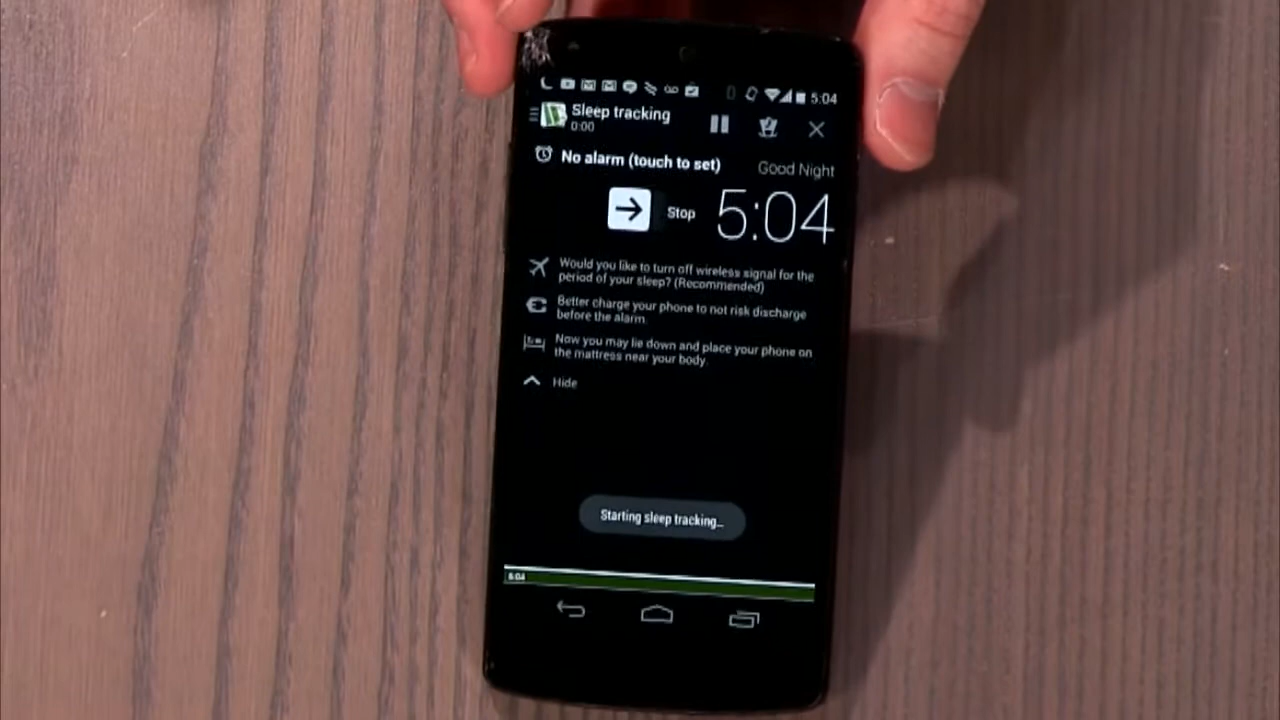 5:04
Sleep tracking
0:00
No alarm (touch to set)
Good Night
Stop
5:04
Would you like to turn off wireless signal for the
period of your sleep? (Recommended)
Better charge your phone to not risk discharge
before the alarm.
Now you may lie down and place your phone on
the mattress near your body.
Hide
Starting sleep tracking...
5:04